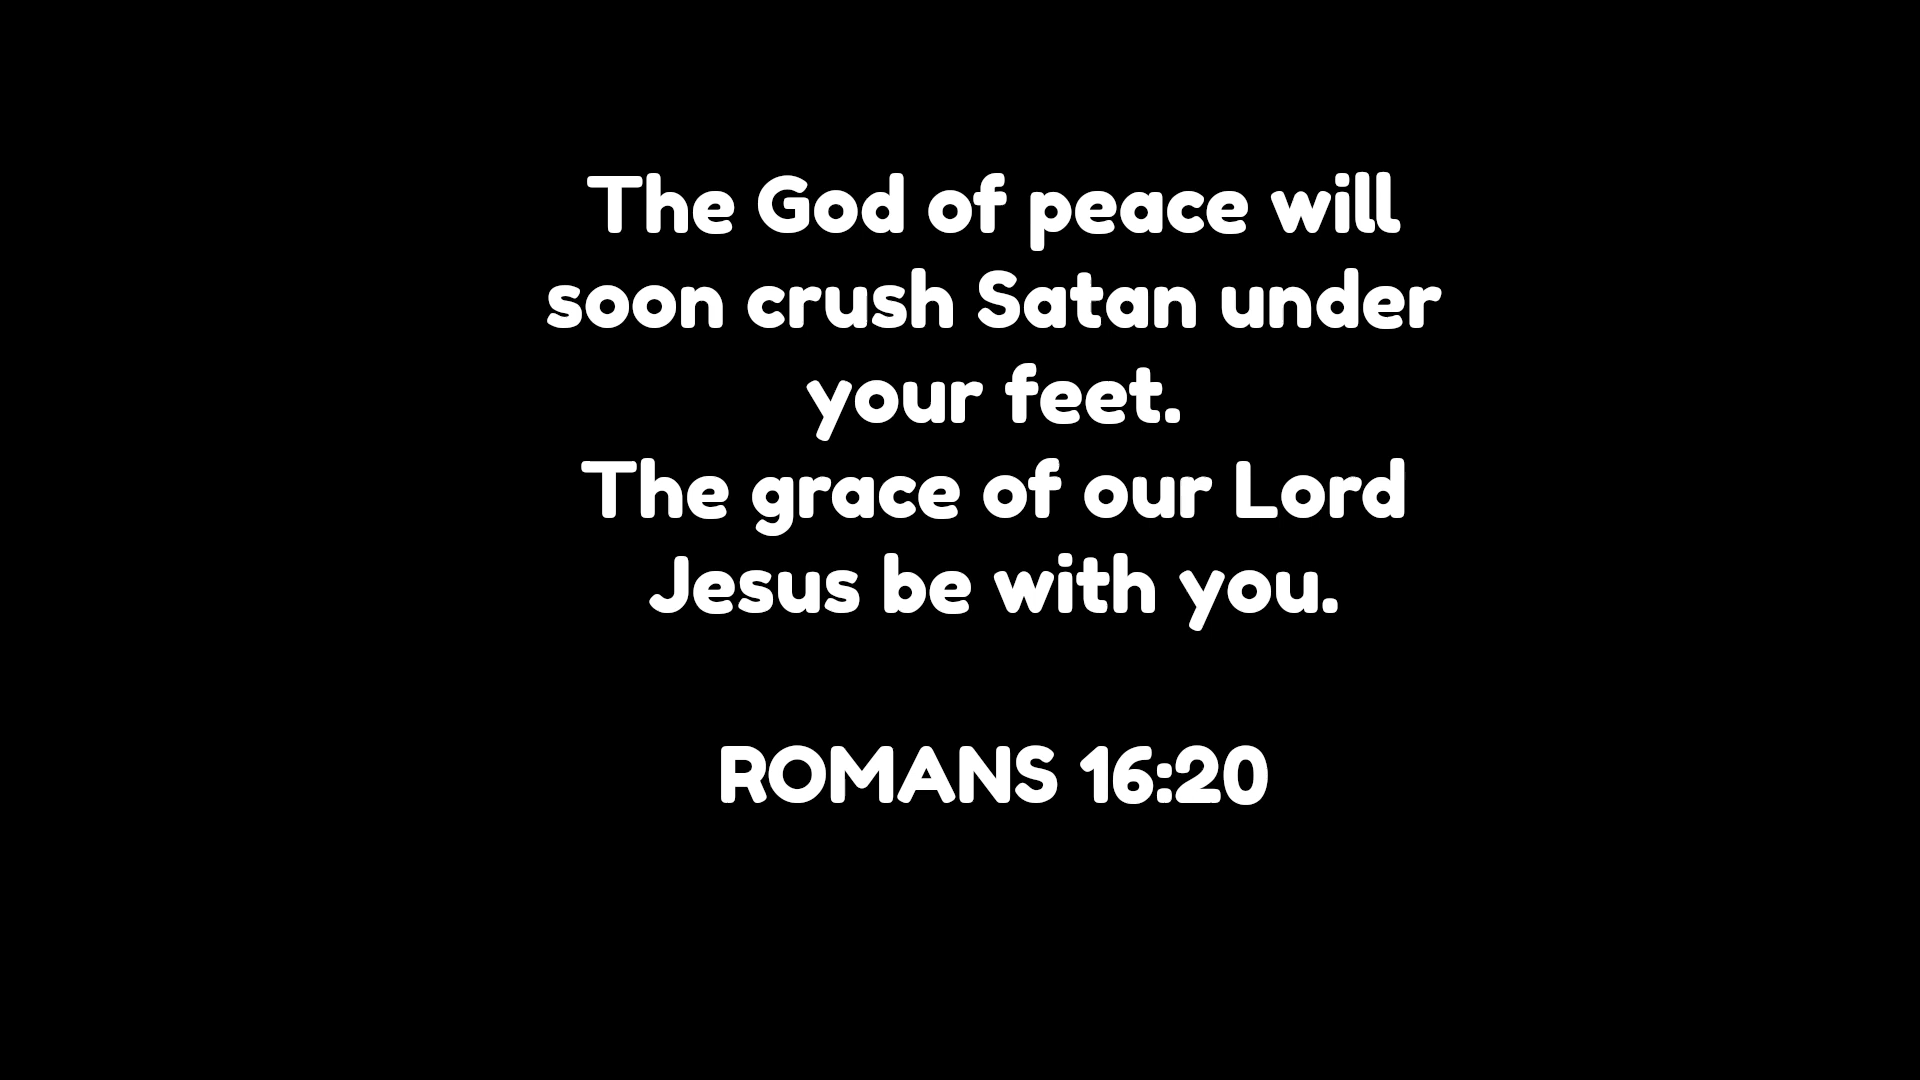 The God of peace will
soon crush Satan under
your feet.
The grace of our Lord
Jesus be with you.
ROMANS 16:20